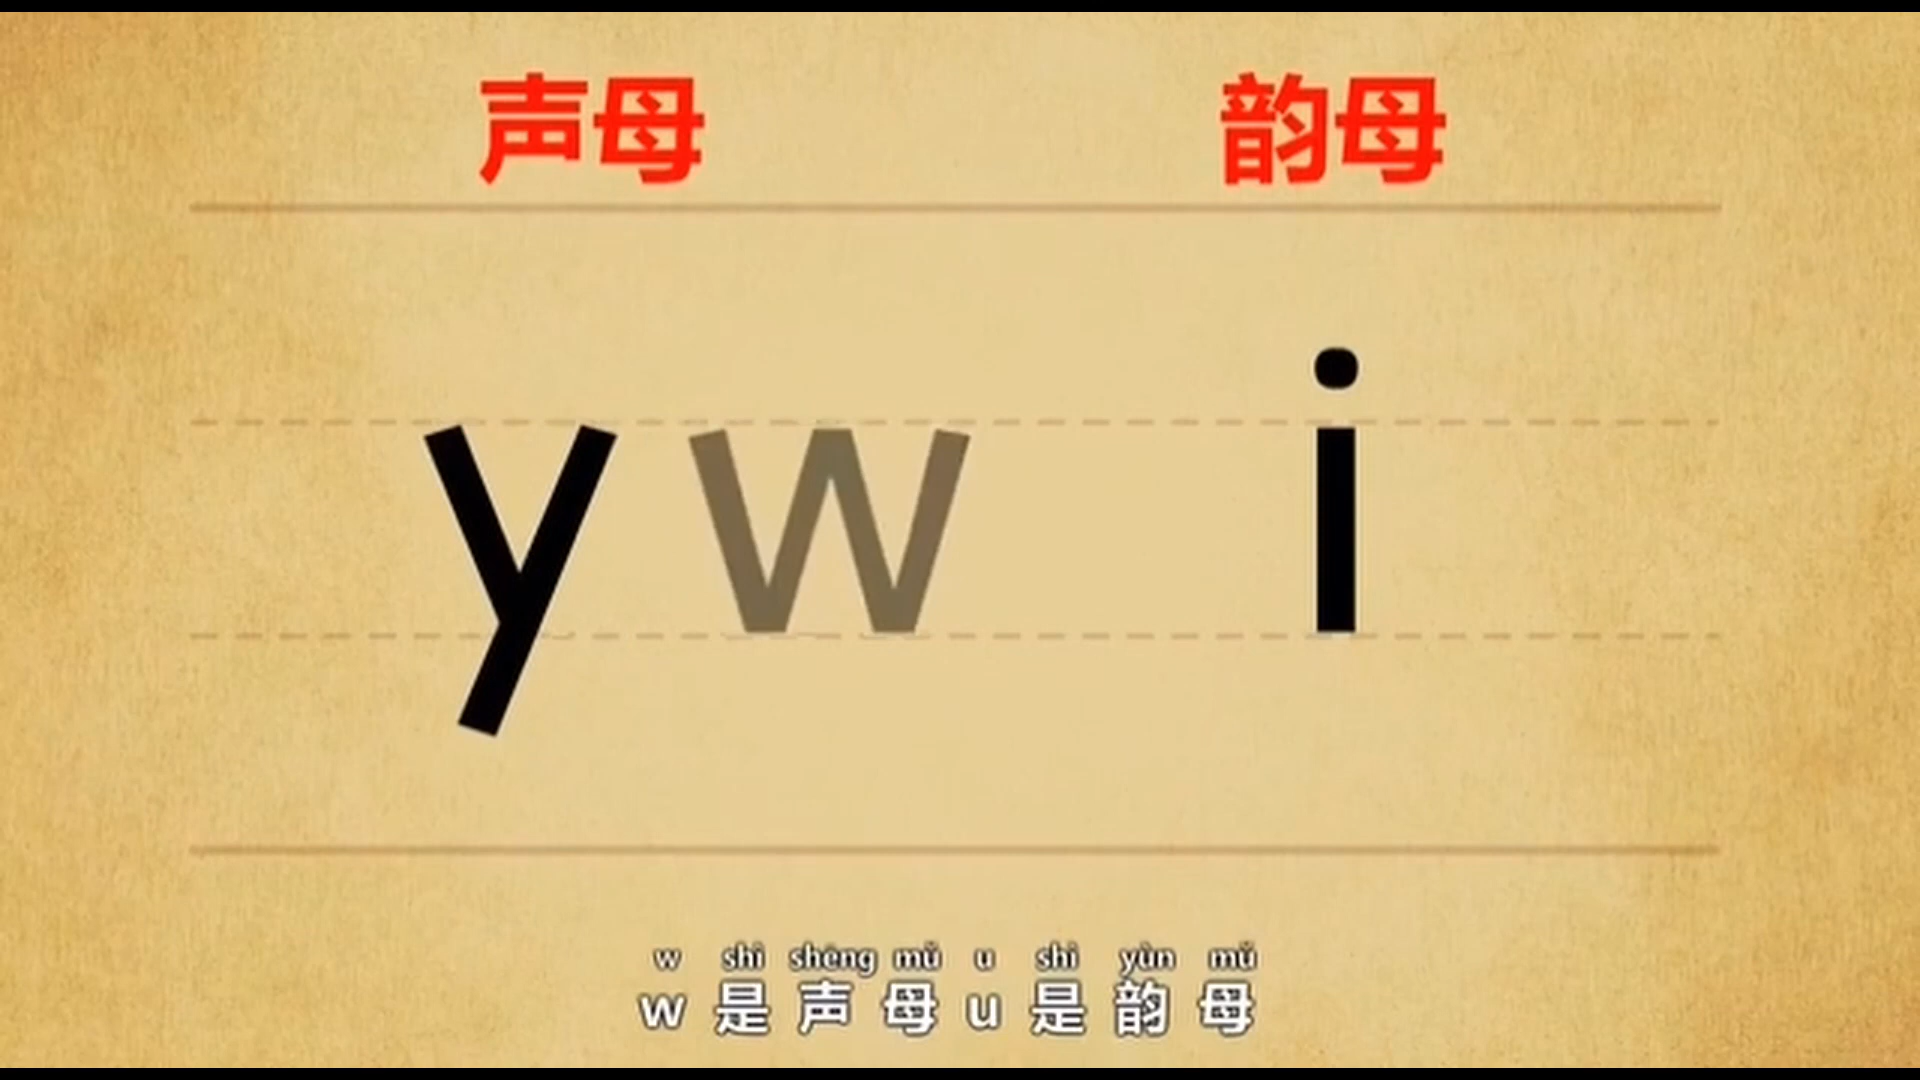 声母 韵母
y w i
w shì shēng mǔ u shì yùn mǔ
w 是 声 母 u 是 韵 母